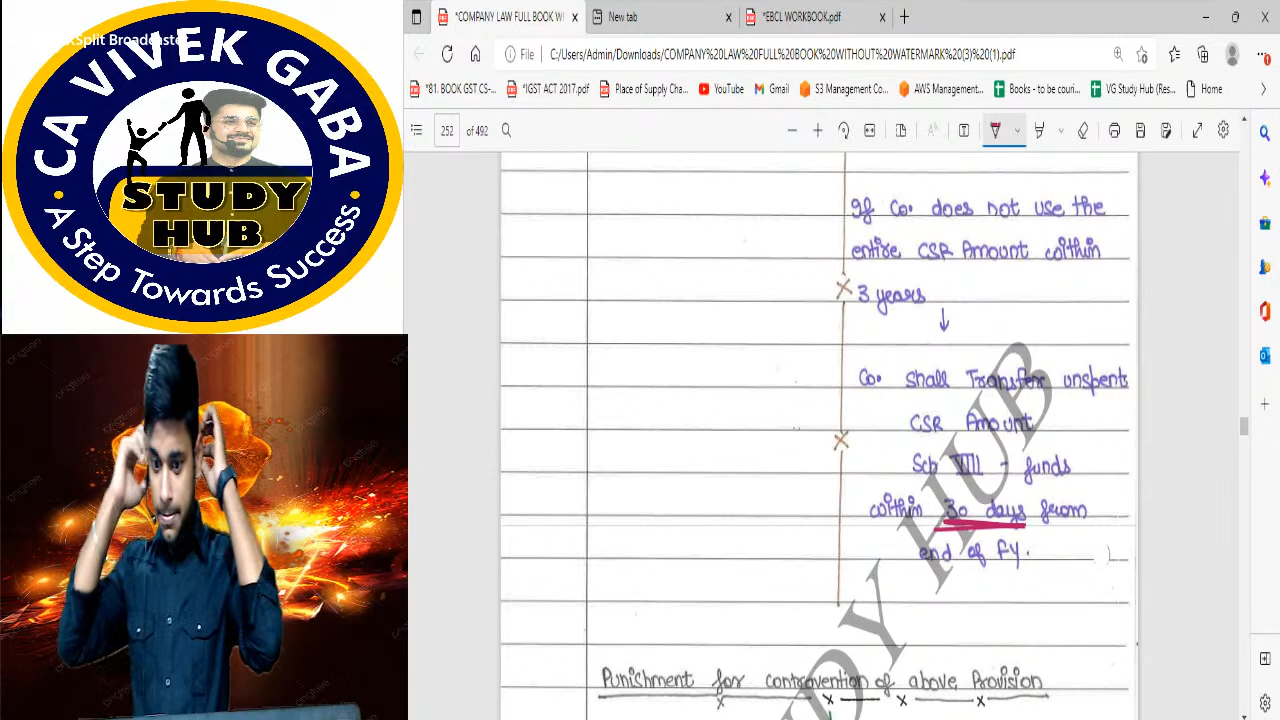 XSplit Broadcaster
CA VIVEK GABA
STUDY
HUB
A Step Towards Success
*COMPANY LAW FULL BOOK WI
New tab
*EBCL WORKBOOK.pdf
File
C:/Users/Admin/Downloads/COMPANY%20LAW%20FULL%20BOOK%20WITHOUT%20WATERMARK%20(3)%20(1).pdf
*81. BOOK GST CS-...
*IGST ACT 2017.pdf
Place of Supply Cha...
YouTube
Gmail
S3 Management Co...
AWS Management...
Books - to be couri...
VG Study Hub (Res...
Home
252
of 492
If Co. does not use the
entire CSR Amount within
3 years
Co. shall Transfer unspent
CSR Amount
Sch VII - funds
within 30 days from
end of FY.
Punishment for contravention of above Provision
UDY HUB